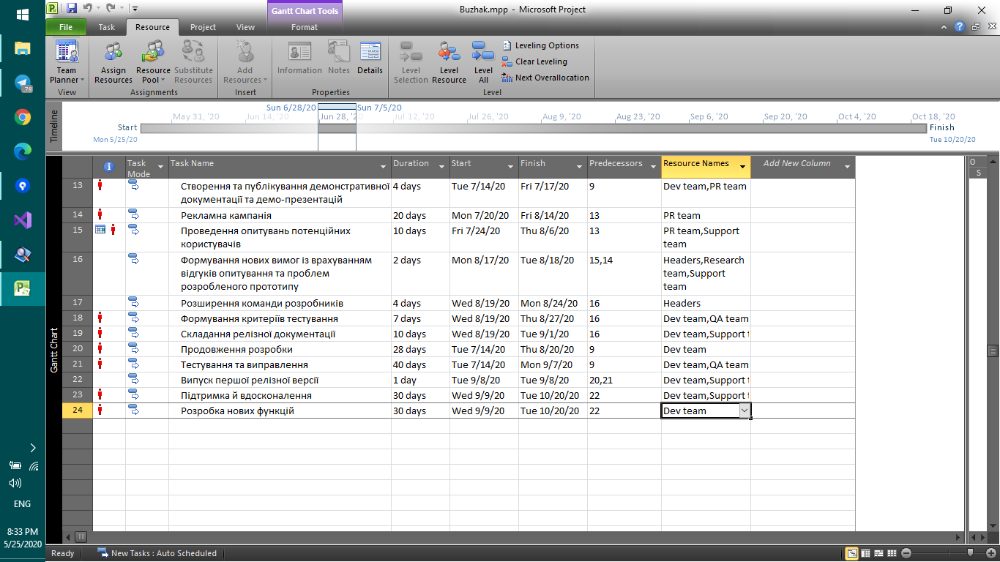 Buzhak.mpp - Microsoft Project
Gantt Chart Tools
File Task Resource Project View Format
Team Planner
Assign Resources
Resource Pool
Substitute Resources
Add Resources
Information Notes Details
Level Selection
Level Resource
Level All
Leveling Options
Clear Leveling
Next Overallocation
View Assignments Insert Properties Level
Timeline
Sun 6/28/20 Sun 7/5/20
May 31, '20 Jun 14, '20 Jun 28, '2 Jul 12, '20 Jul 26, '20 Aug 9, '20 Aug 23, '20 Sep 6, '20 Sep 20, '20 Oct 4, '20 Oct 18, '20
Start Finish
Mon 5/25/20 Tue 10/20/20
Task Mode Task Name Duration Start Finish Predecessors Resource Names Add New Column
O
S
13 Створення та публікування демонстративної 4 days Tue 7/14/20 Fri 7/17/20 9 Dev team,PR team
документації та демо-презентацій
14 Рекламна кампанія 20 days Mon 7/20/20 Fri 8/14/20 13 PR team
15 Проведення опитувань потенційних 10 days Fri 7/24/20 Thu 8/6/20 13 PR team,Support
користувачів team
16 Формування нових вимог із врахуванням 2 days Mon 8/17/20 Tue 8/18/20 15,14 Headers,Research
відгуків опитування та проблем team,Support
розробленого прототипу team
17 Розширення команди розробників 4 days Wed 8/19/20 Mon 8/24/20 16 Headers
18 Формування критеріїв тестування 7 days Wed 8/19/20 Thu 8/27/20 16 Dev team,QA team
19 Складання релізної документації 10 days Wed 8/19/20 Tue 9/1/20 16 Dev team,Support t
20 Продовження розробки 28 days Tue 7/14/20 Thu 8/20/20 9 Dev team
21 Тестування та виправлення 40 days Tue 7/14/20 Mon 9/7/20 9 Dev team,QA team
22 Випуск першої релізної версії 1 day Tue 9/8/20 Tue 9/8/20 20,21 Dev team,Support t
23 Підтримка й вдосконалення 30 days Wed 9/9/20 Tue 10/20/20 22 Dev team,Support t
24 Розробка нових функцій 30 days Wed 9/9/20 Tue 10/20/20 22 Dev team
Gantt Chart
Ready New Tasks : Auto Scheduled
78
ENG
8:33 PM
5/25/2020